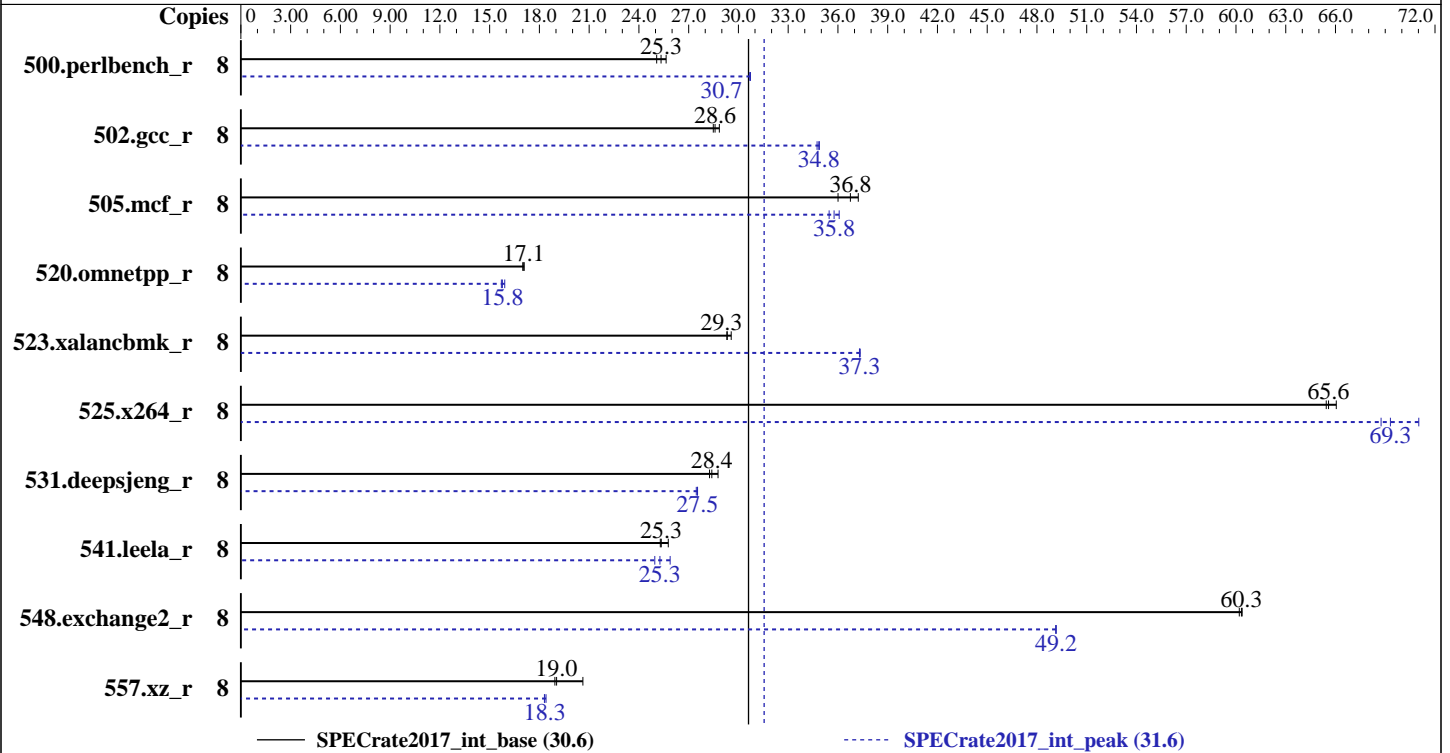 Copies 0 3.00 6.00 9.00 12.0 15.0 18.0 21.0 24.0 27.0 30.0 33.0 36.0 39.0 42.0 45.0 48.0 51.0 54.0 57.0 60.0 63.0 66.0 72.0
25.3
500.perlbench_r 8
30.7
28.6
502.gcc_r 8
34.8
36.8
505.mcf_r 8
35.8
17.1
520.omnetpp_r 8
15.8
29.3
523.xalancbmk_r 8
37.3
65.6
525.x264_r 8
69.3
28.4
531.deepsjeng_r 8
27.5
25.3
541.leela_r 8
25.3
60.3
548.exchange2_r 8
49.2
19.0
557.xz_r 8
18.3
SPECrate2017_int_base (30.6) SPECrate2017_int_peak (31.6)